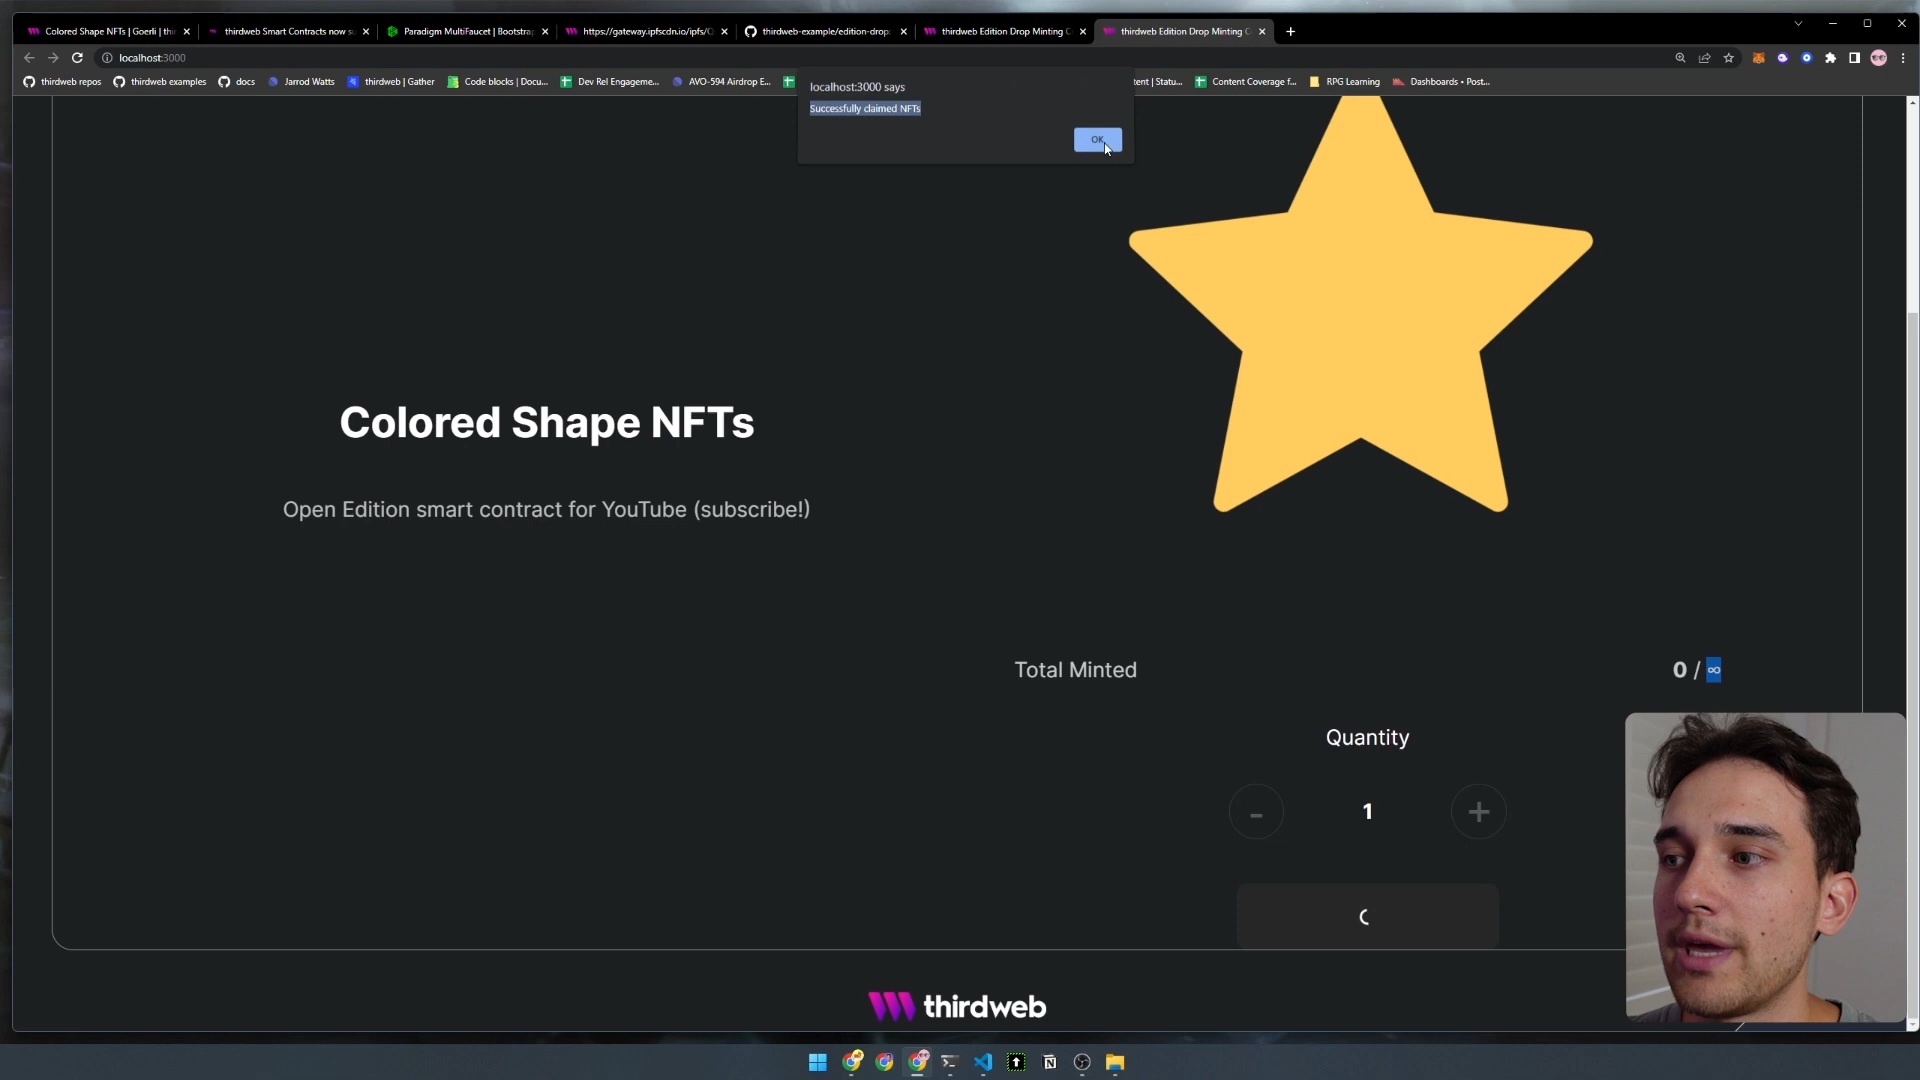 Colored Shape NFTs | Goerli | thir
thirdweb Smart Contracts now su
Paradigm MultiFaucet | Bootstrap
https://gateway.ipfscdn.io/ipfs/Q
thirdweb-example/edition-drop
thirdweb Edition Drop Minting C
thirdweb Edition Drop Minting C
localhost:3000
thirdweb repos
thirdweb examples
docs
Jarrod Watts
thirdweb | Gather
Code blocks | Docu...
Dev Rel Engageme...
AVO-594 Airdrop E...
tent | Statu...
Content Coverage f...
RPG Learning
Dashboards • Post...
localhost:3000 says
Successfully claimed NFTs
OK
Colored Shape NFTs
Open Edition smart contract for YouTube (subscribe!)
Total Minted
0 / ∞
Quantity
- 1 +
thirdweb